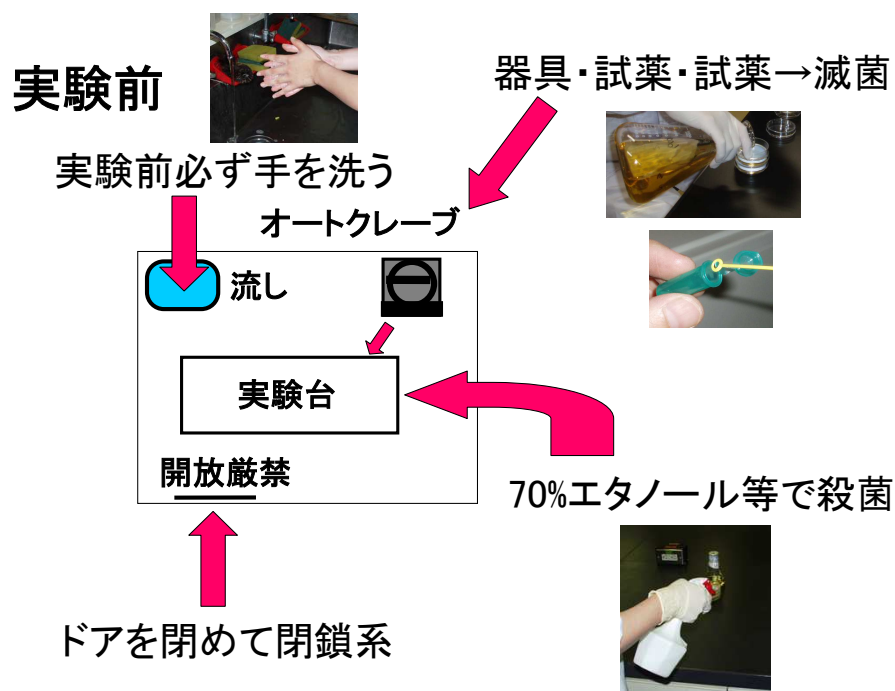 実験前
器具・試薬・試薬→滅菌
実験前必ず手を洗う
オートクレーブ
流し
実験台
開放厳禁
70%エタノール等で殺菌
ドアを閉めて閉鎖系